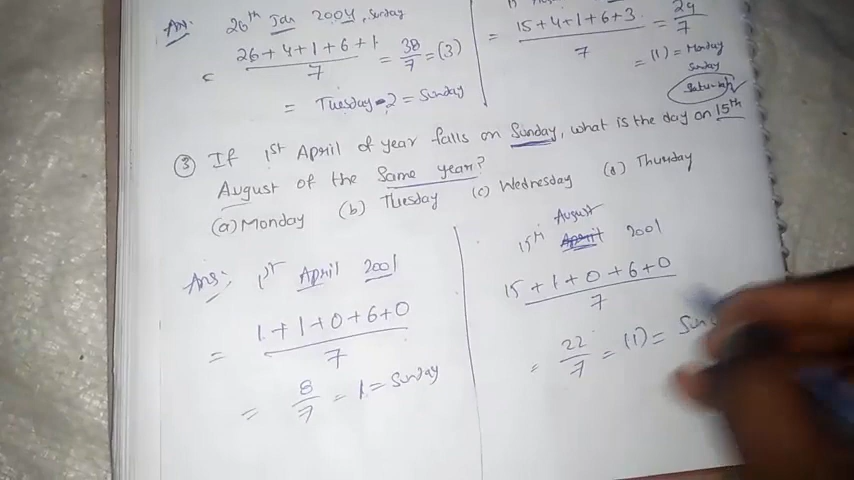 Ans: 26th Jan 2004, Sunday
= 26+4+1+6+1/7 = 38/7 = (3)
= Tuesday-2 = Sunday
= 15+4+1+6+3/7 = 29/7
= (1) = Monday
Sunday
Saturday
③ If 1st April of year falls on Sunday, what is the day on 15th
August of the Same year?
(a) Monday (b) Tuesday (c) Wednesday (d) Thursday
Ans: 1st April 2001
= 1+1+0+6+0/7
= 8/7 = 1 = Sunday
15th August 2001
15+1+0+6+0/7
= 22/7 = (1) =